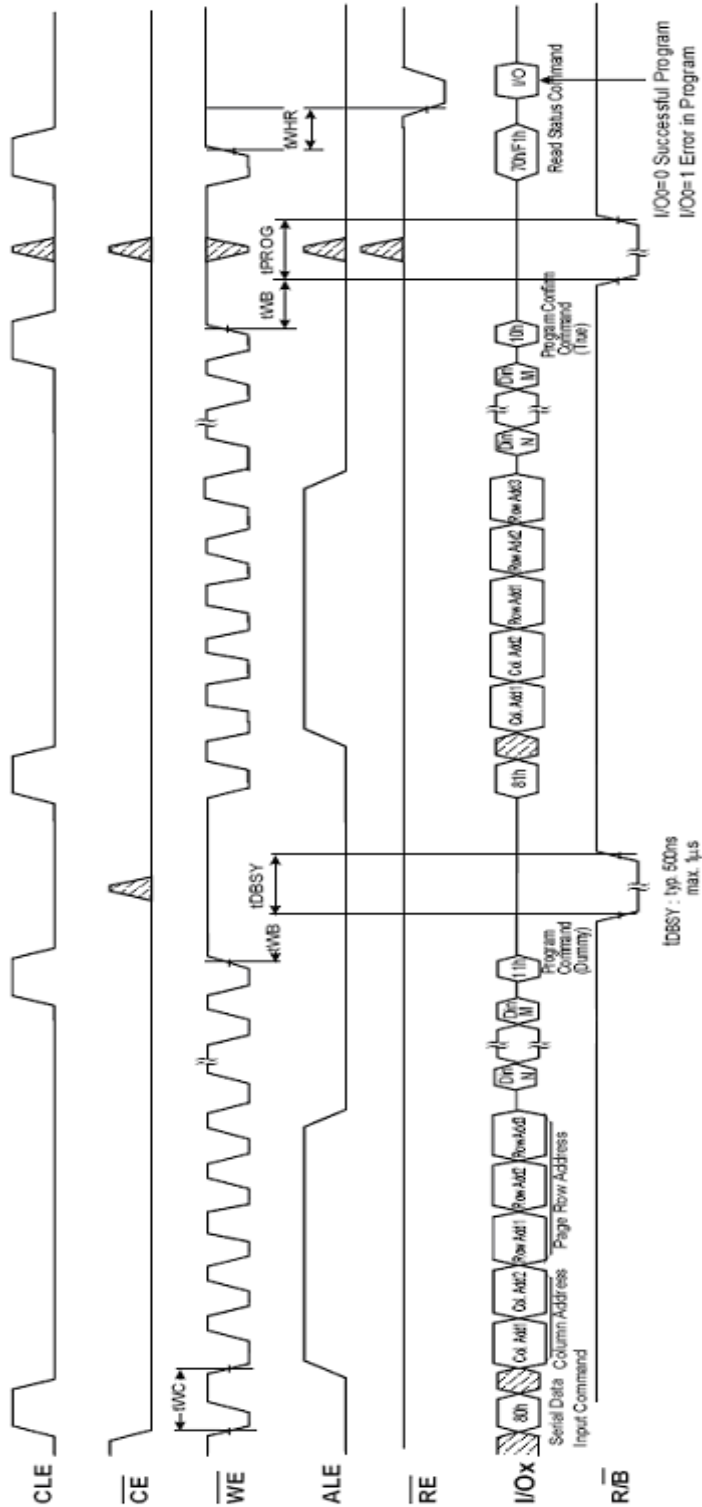 CLE
CE
WE
tWC
tWB
tDBSY
tWB
tPROG
tWHR
ALE
RE
I/Ox
80h
Col. Add1
Col. Add2
Row Add1
Row Add2
Row Add3
Din
N
Din
M
11h
81h
Col. Add1
Col. Add2
Row Add1
Row Add2
Row Add3
Din
N
Din
M
10h
70h/F1h
I/O
Serial Data
Input Command
Column Address
Page Row Address
Program
Command
(Dummy)
Program Confirm
Command
(True)
Read Status Command
R/B
tDBSY : typ. 500ns
max. 1μs
I/O0=0 Successful Program
I/O0=1 Error in Program